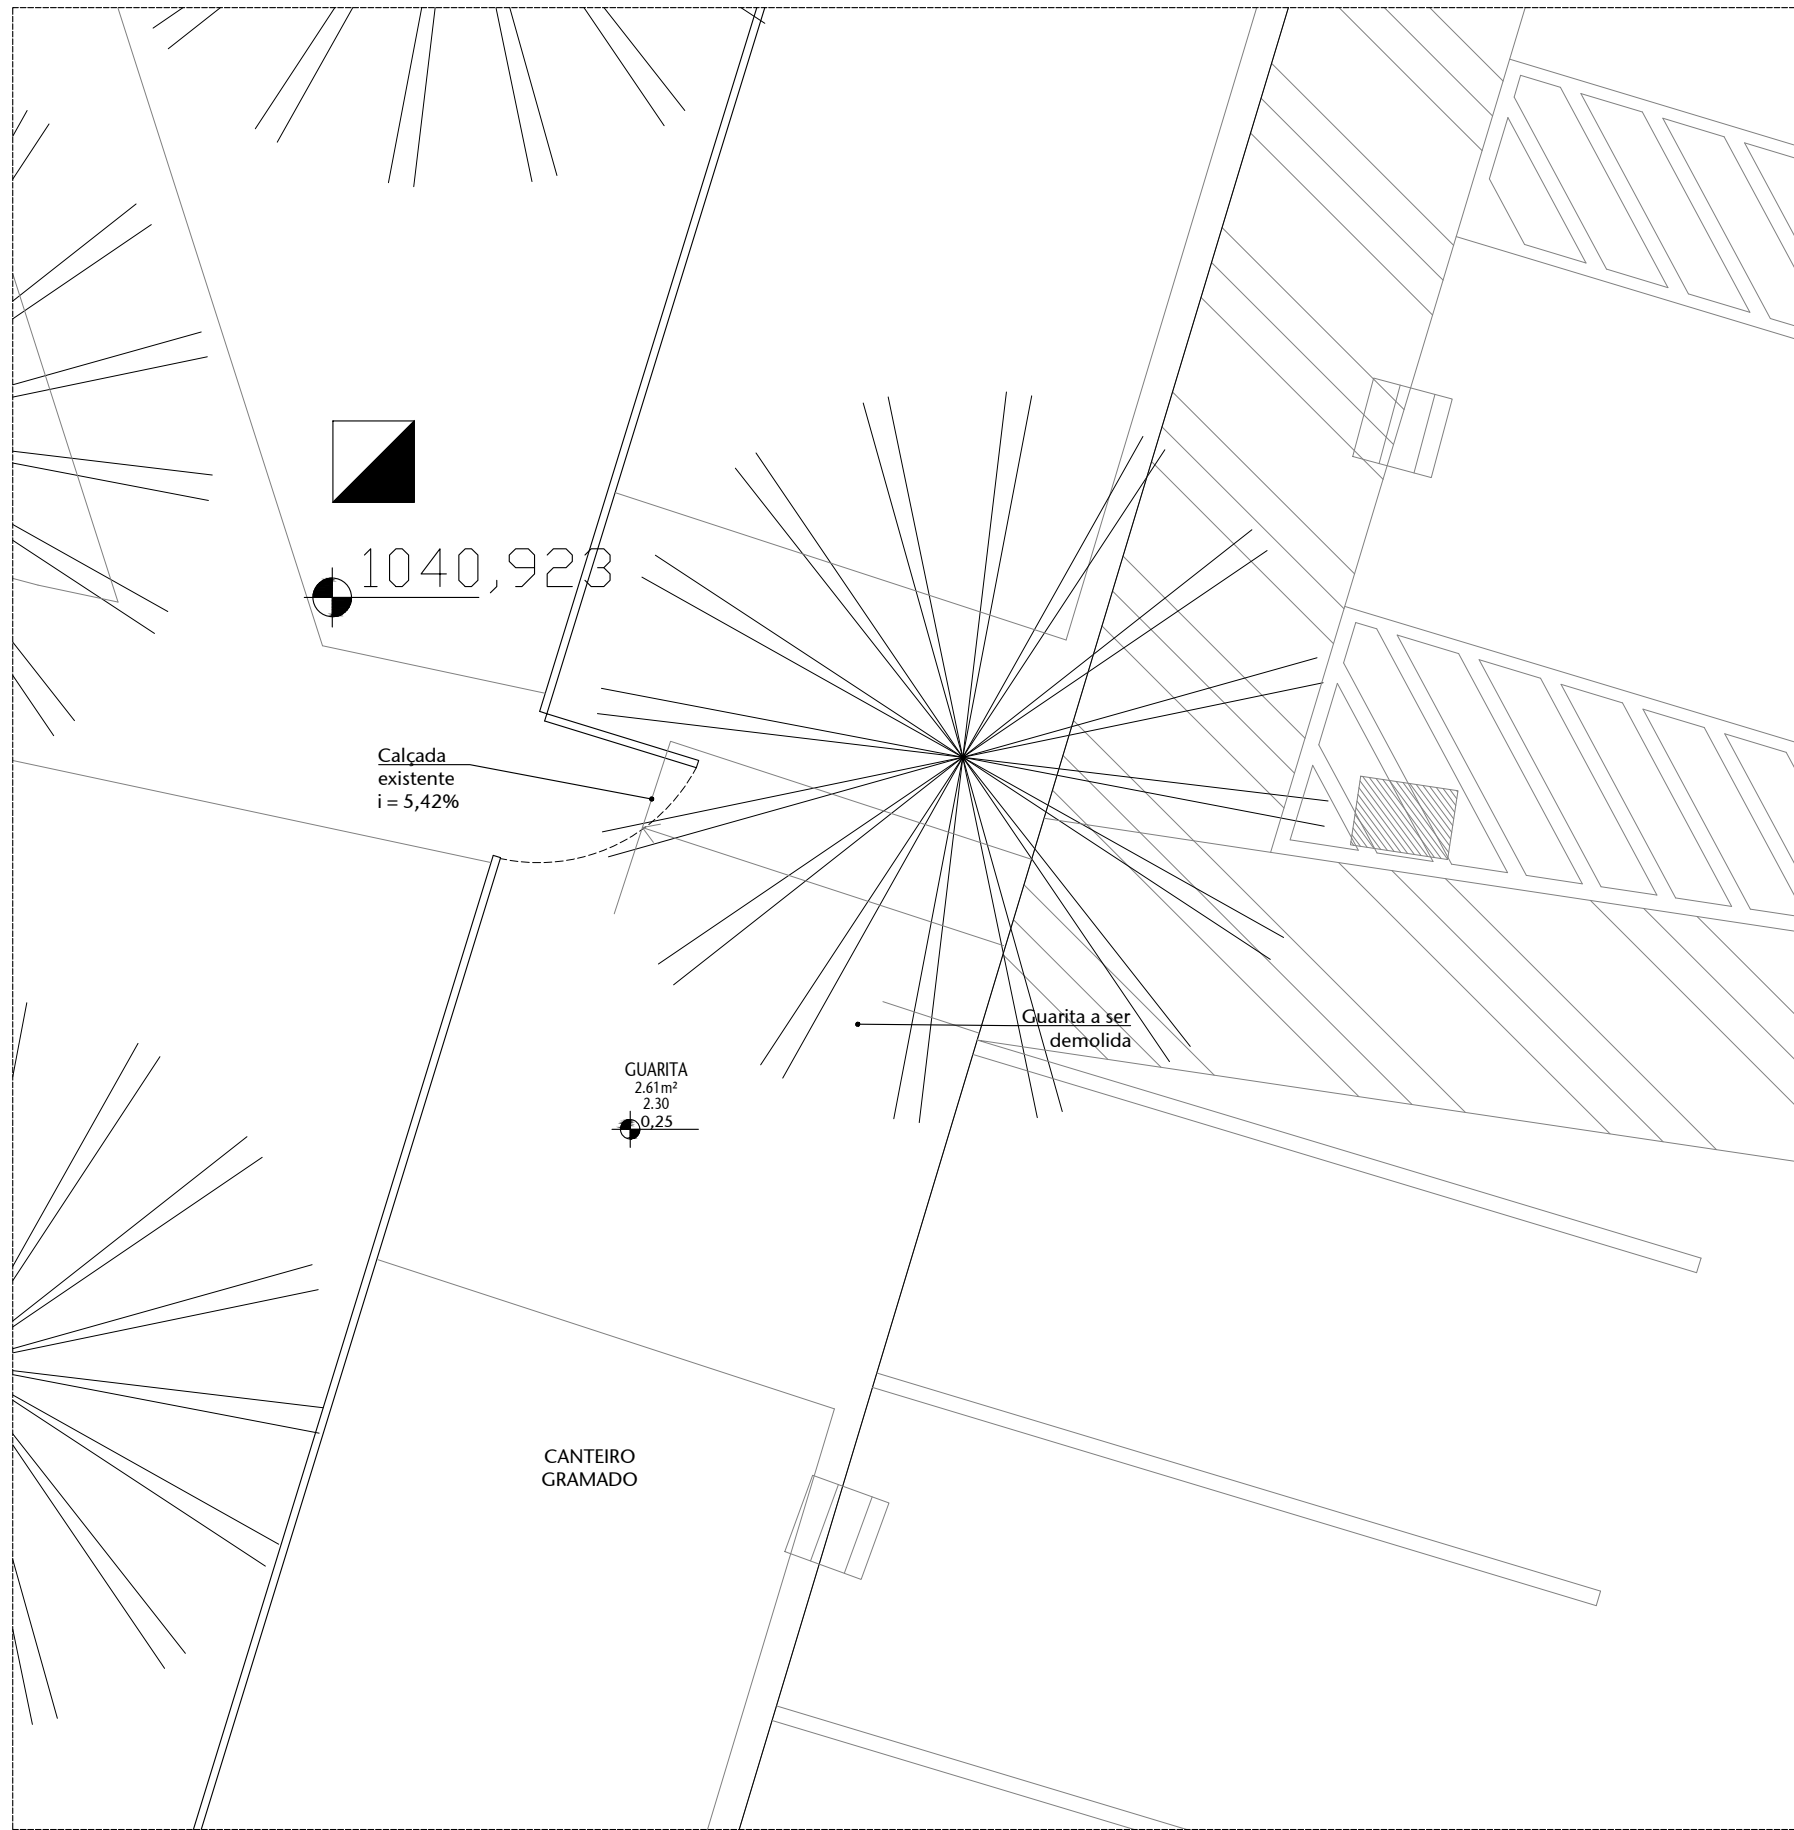 1040,923
Calçada
existente
i = 5,42%
Guarita a ser
demolida
GUARITA
2.61m²
2.30
0,25
CANTEIRO
GRAMADO